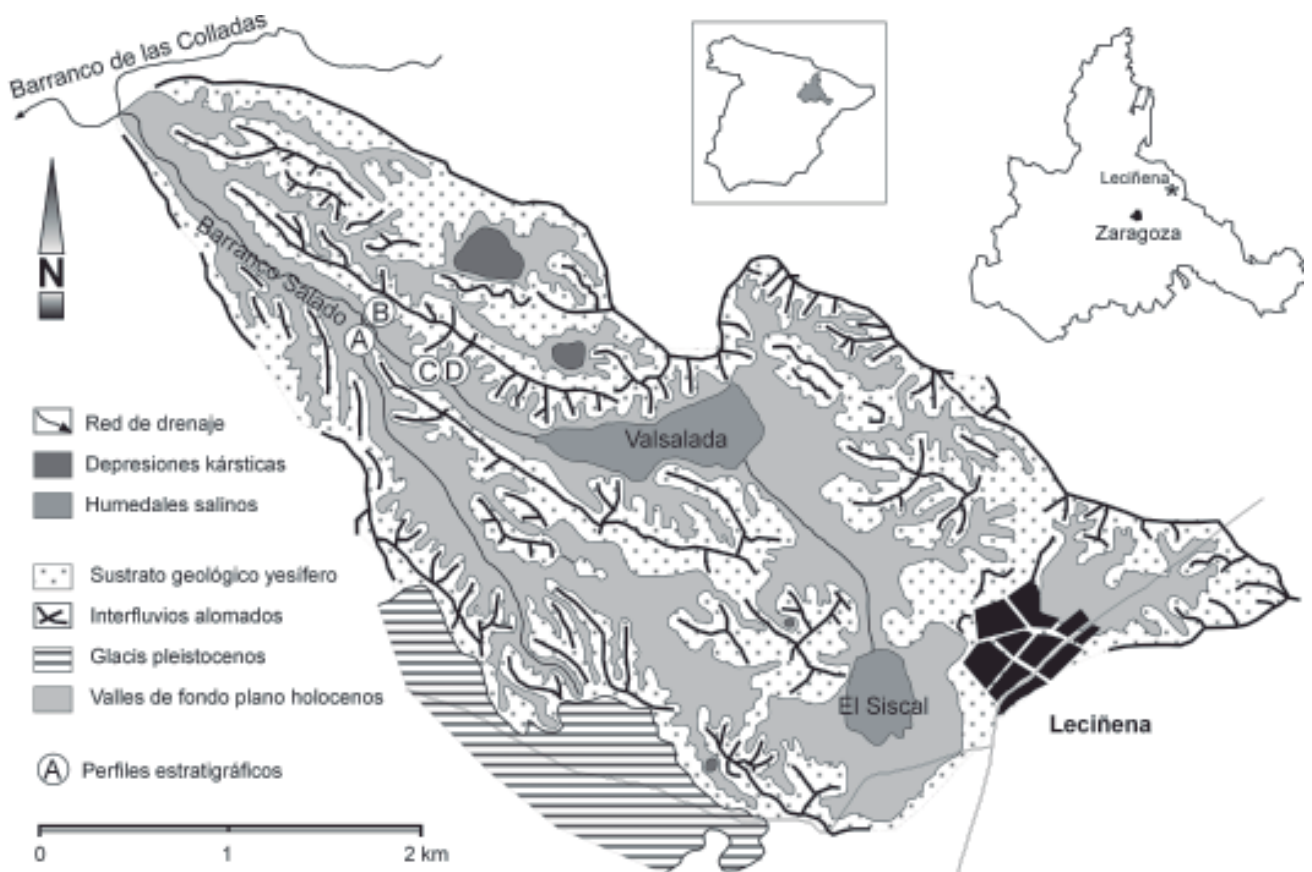 Barranco de las Colladas
N
Barranco Salado
B
A
C D
Valsalada
El Siscal
Leciñena
Leciñena
*
Zaragoza
Red de drenaje
Depresiones kársticas
Humedales salinos
Sustrato geológico yesífero
Interfluvios alomados
Glacis pleistocenos
Valles de fondo plano holocenos
A Perfiles estratigráficos
0 1 2 km